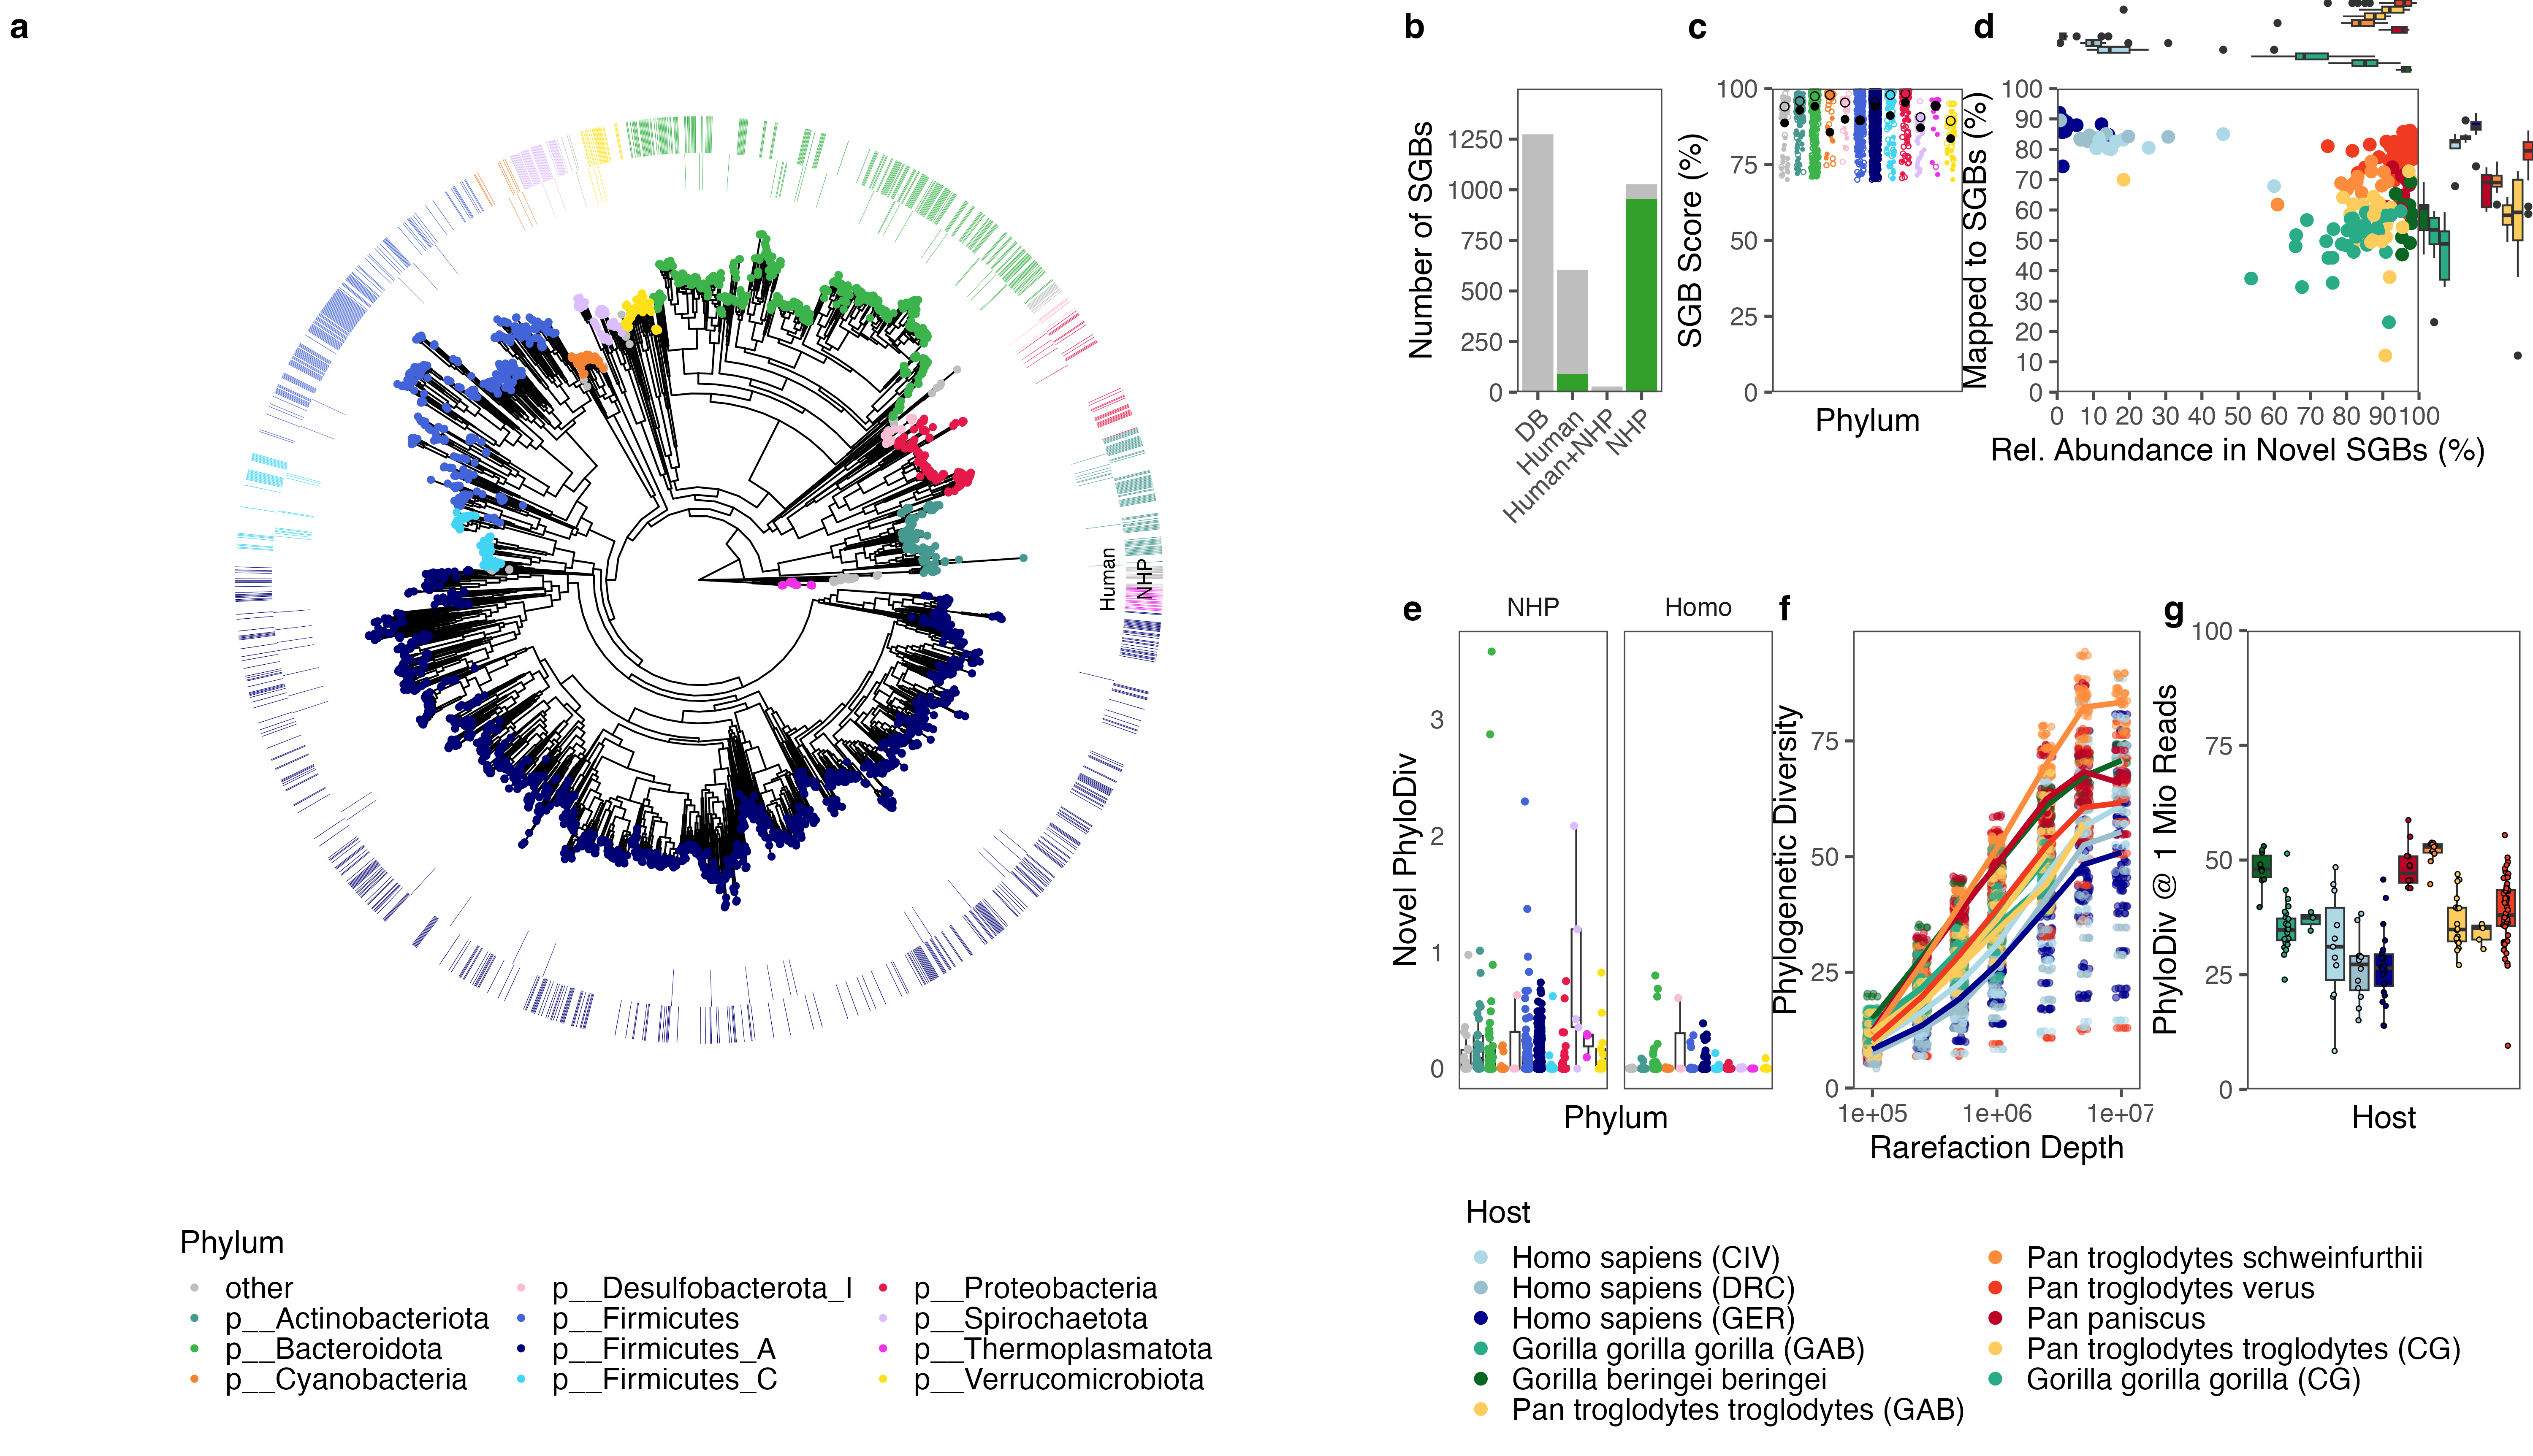 a
Human
NHP
Phylum
other
p__Actinobacteriota
p__Bacteroidota
p__Cyanobacteria
p__Desulfobacterota_I
p__Firmicutes
p__Firmicutes_A
p__Firmicutes_C
p__Proteobacteria
p__Spirochaetota
p__Thermoplasmatota
p__Verrucomicrobiota
b
Number of SGBs
1250
1000
750
500
250
0
DB
Human
Human+NHP
NHP
c
SGB Score (%)
100
75
50
25
0
Phylum
d
Mapped to SGBs (%)
100
90
80
70
60
50
40
30
20
10
0
0 10 20 30 40 50 60 70 80 90 100
Rel. Abundance in Novel SGBs (%)
e
NHP
Homo
Novel PhyloDiv
3
2
1
0
Phylum
f
Phylogenetic Diversity
75
50
25
0
1e+05 1e+06 1e+07
Rarefaction Depth
g
PhyloDiv @ 1 Mio Reads
100
75
50
25
0
Host
Host
Homo sapiens (CIV)
Homo sapiens (DRC)
Homo sapiens (GER)
Gorilla gorilla gorilla (GAB)
Gorilla beringei beringei
Pan troglodytes troglodytes (GAB)
Pan troglodytes schweinfurthii
Pan troglodytes verus
Pan paniscus
Pan troglodytes troglodytes (CG)
Gorilla gorilla gorilla (CG)